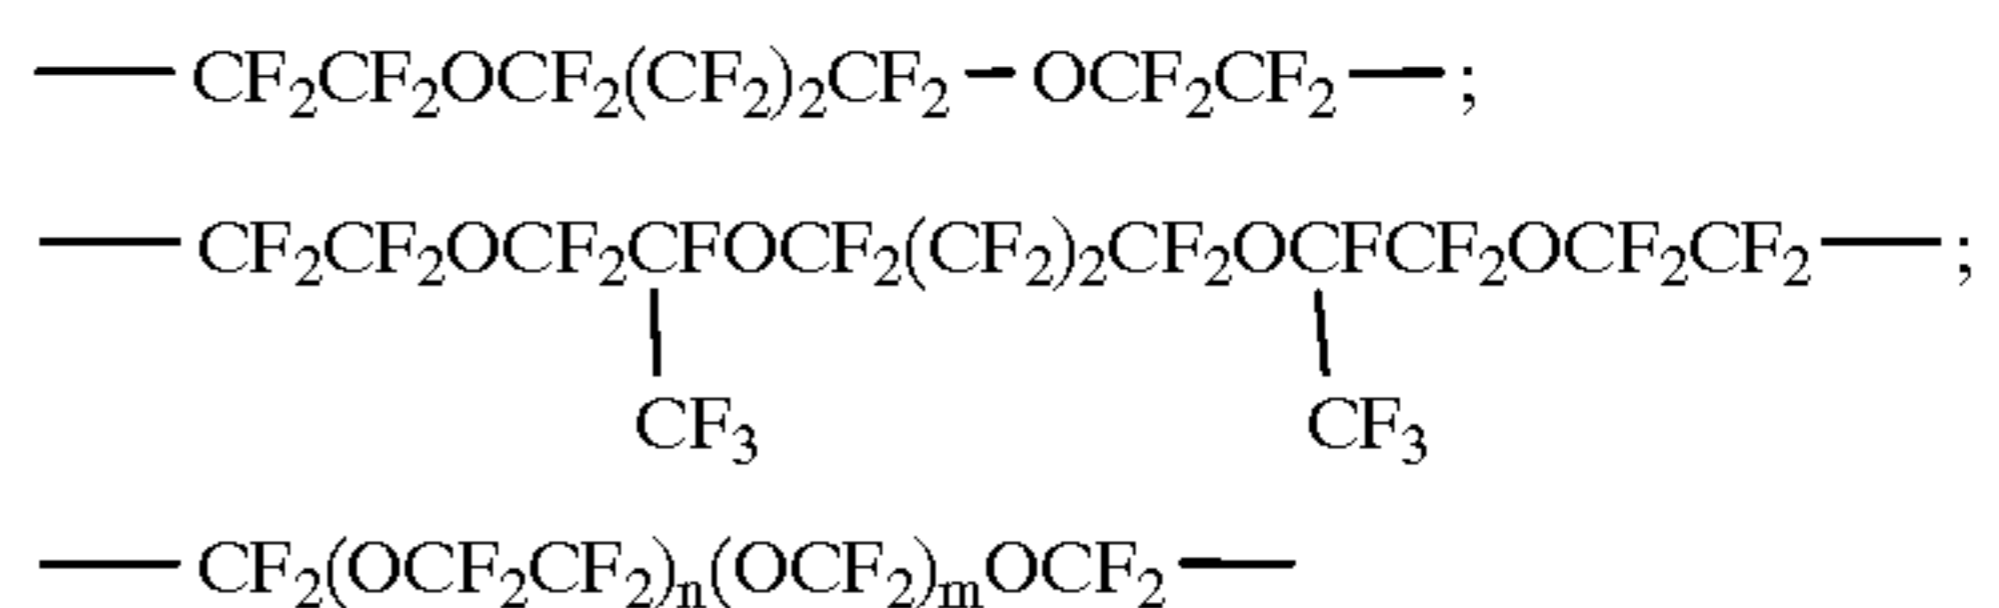 —CF₂CF₂OCF₂(CF₂)₂CF₂–OCF₂CF₂—;
—CF₂CF₂OCF₂CFOCF₂(CF₂)₂CF₂OCFCF₂OCF₂CF₂—;
CF₃ CF₃
—CF₂(OCF₂CF₂)ₙ(OCF₂)ₘOCF₂—